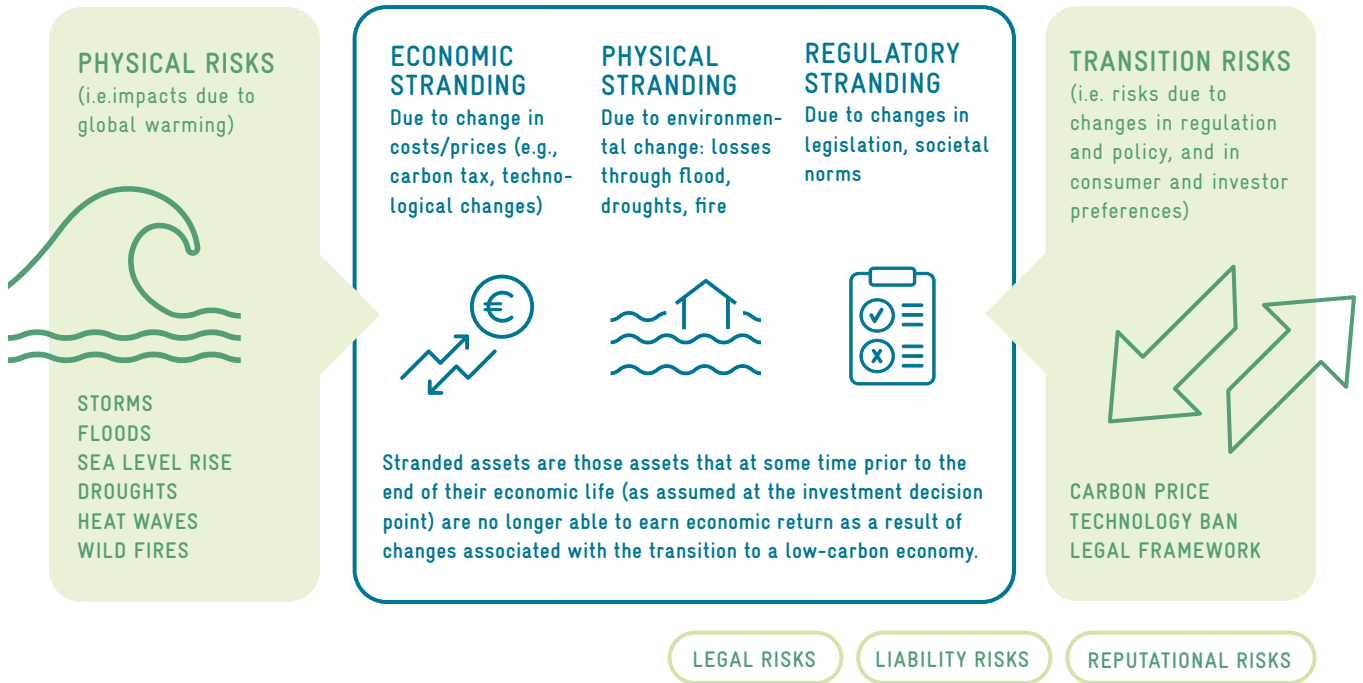 PHYSICAL RISKS
(i.e.impacts due to
global warming)
STORMS
FLOODS
SEA LEVEL RISE
DROUGHTS
HEAT WAVES
WILD FIRES
ECONOMIC
STRANDING
Due to change in
costs/prices (e.g.,
carbon tax, techno-
logical changes)
€
PHYSICAL
STRANDING
Due to environmen-
tal change: losses
through flood,
droughts, fire
REGULATORY
STRANDING
Due to changes in
legislation, societal
norms
Stranded assets are those assets that at some time prior to the
end of their economic life (as assumed at the investment decision
point) are no longer able to earn economic return as a result of
changes associated with the transition to a low-carbon economy.
TRANSITION RISKS
(i.e. risks due to
changes in regulation
and policy, and in
consumer and investor
preferences)
CARBON PRICE
TECHNOLOGY BAN
LEGAL FRAMEWORK
LEGAL RISKS
LIABILITY RISKS
REPUTATIONAL RISKS